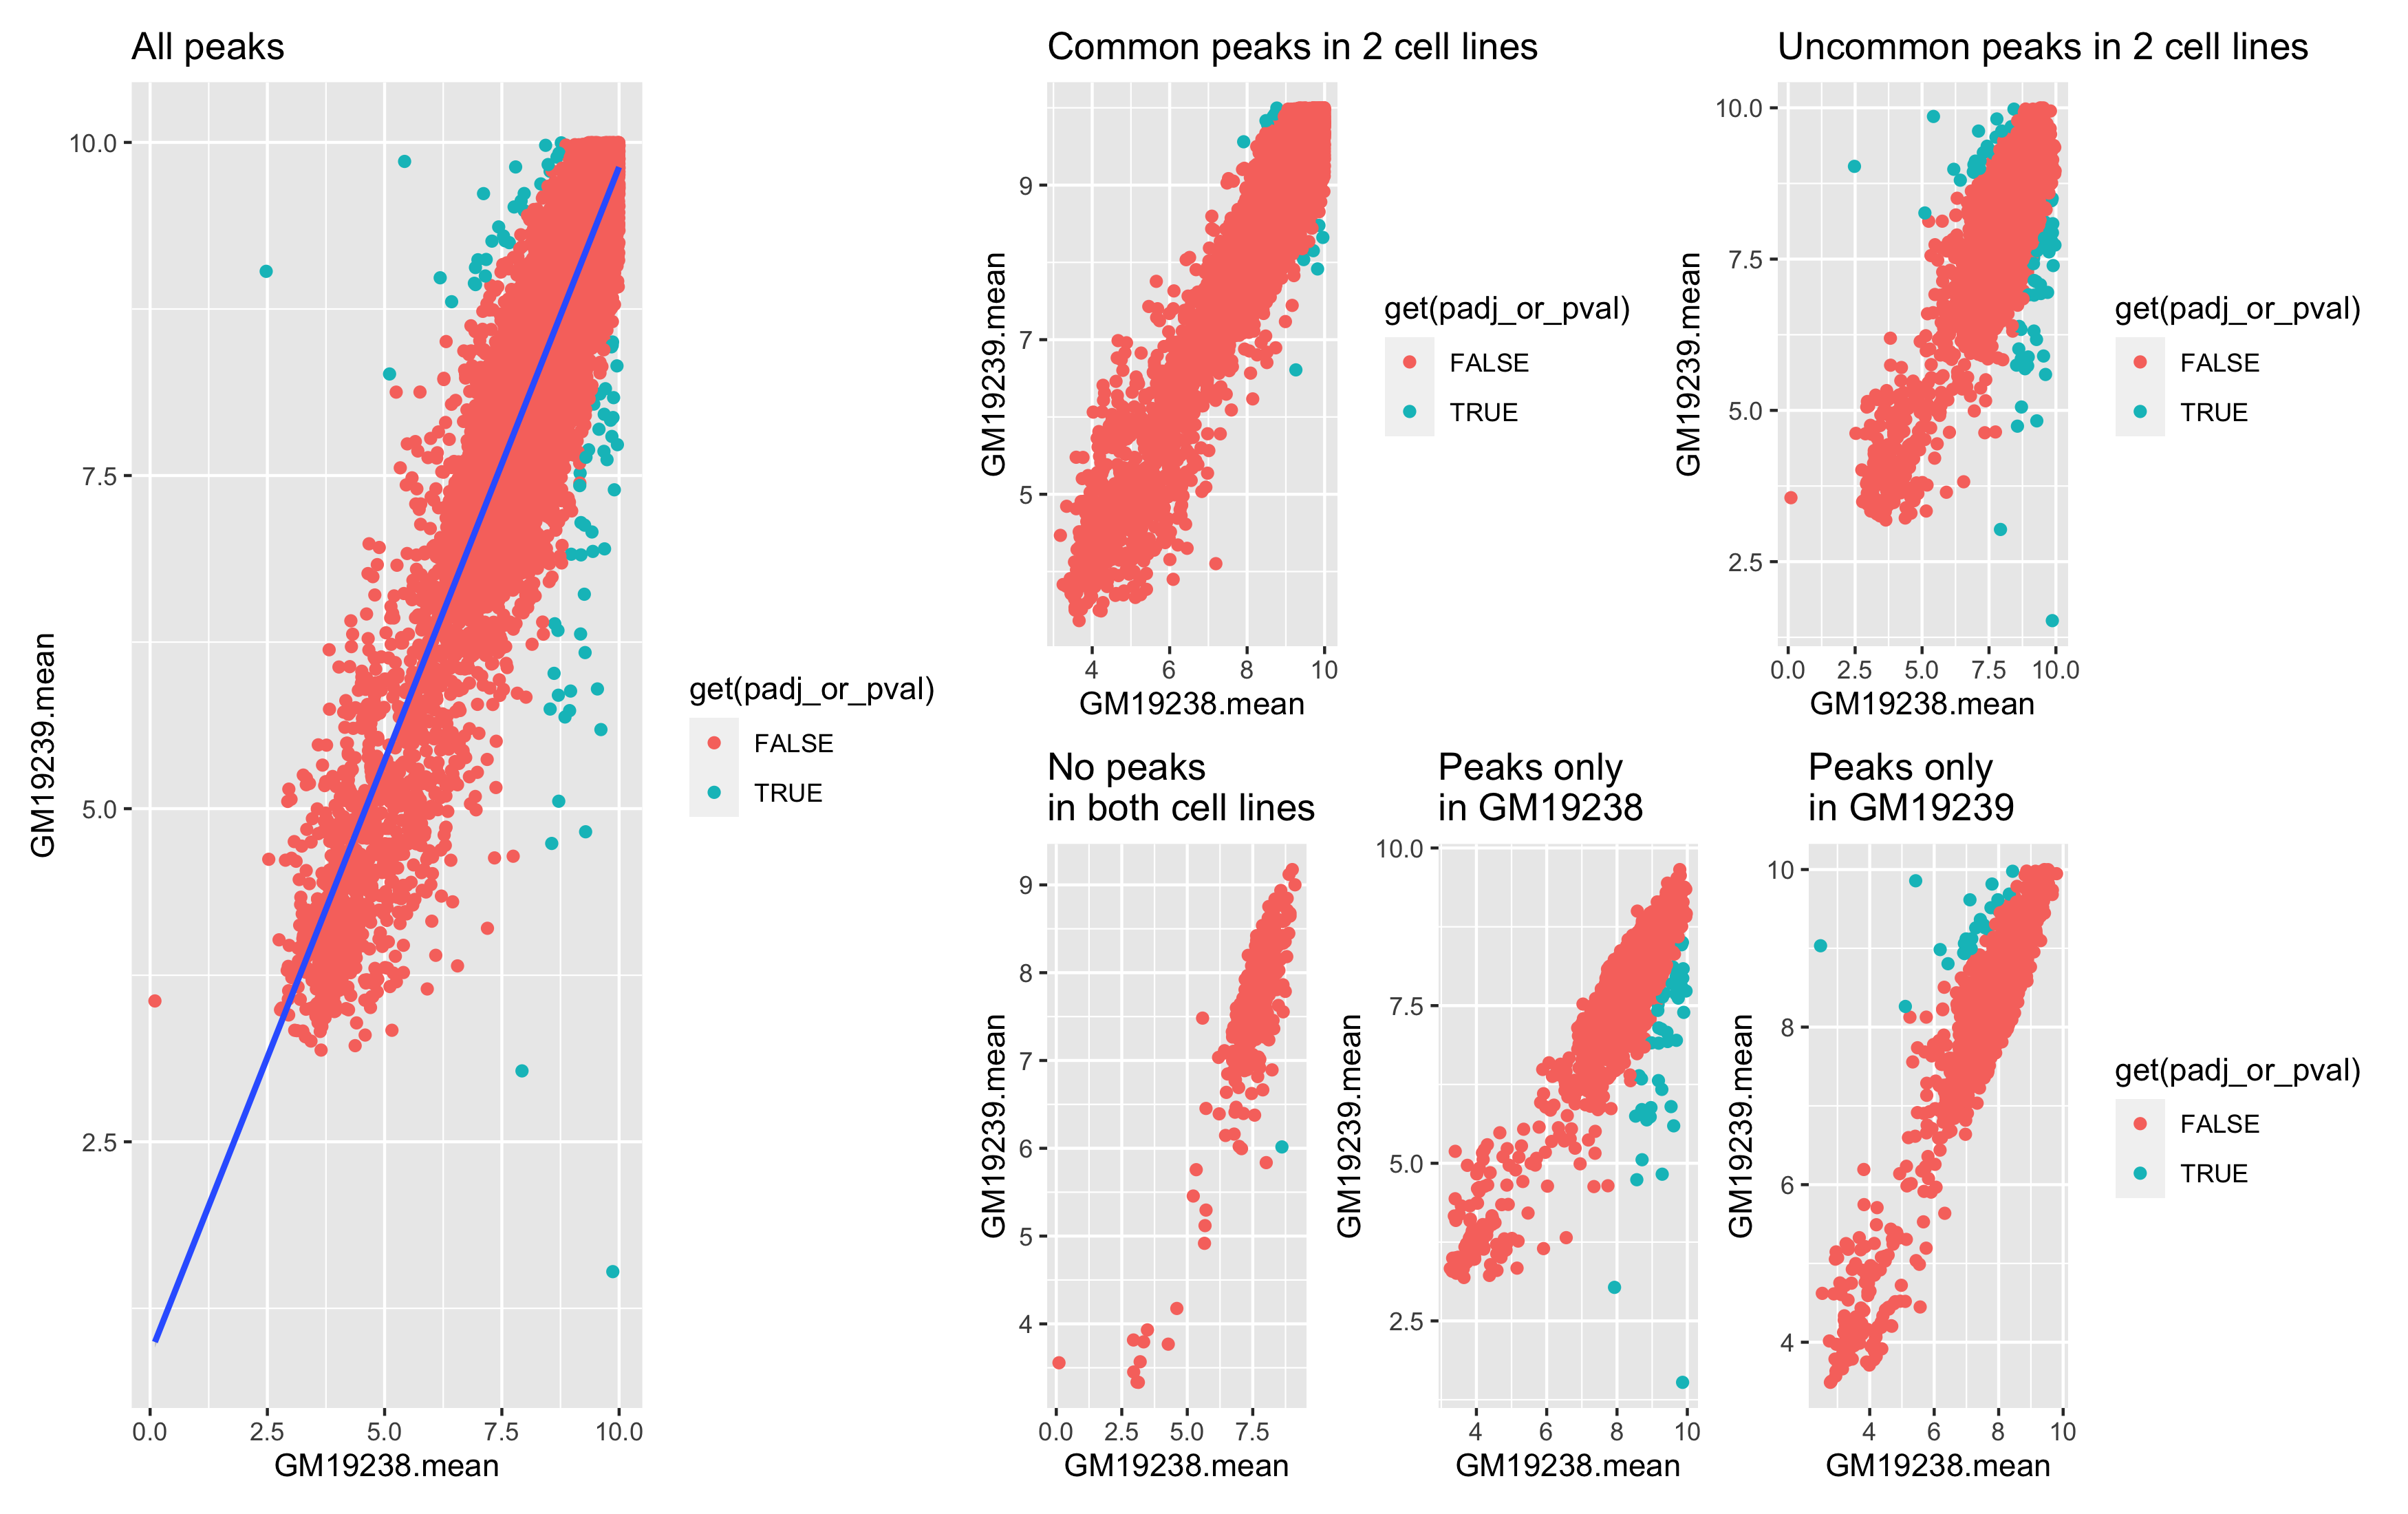 All peaks
10.0
7.5
5.0
2.5
GM19239.mean
0.0 2.5 5.0 7.5 10.0
GM19238.mean
get(padj_or_pval)
FALSE
TRUE
Common peaks in 2 cell lines
9
7
5
GM19239.mean
4 6 8 10
GM19238.mean
get(padj_or_pval)
FALSE
TRUE
Uncommon peaks in 2 cell lines
10.0
7.5
5.0
2.5
GM19239.mean
0.0 2.5 5.0 7.5 10.0
GM19238.mean
get(padj_or_pval)
FALSE
TRUE
No peaks
in both cell lines
9
8
7
6
5
4
GM19239.mean
0.0 2.5 5.0 7.5
GM19238.mean
Peaks only
in GM19238
10.0
7.5
5.0
2.5
GM19239.mean
4 6 8 10
GM19238.mean
Peaks only
in GM19239
10
8
6
4
GM19239.mean
4 6 8 10
GM19238.mean
get(padj_or_pval)
FALSE
TRUE